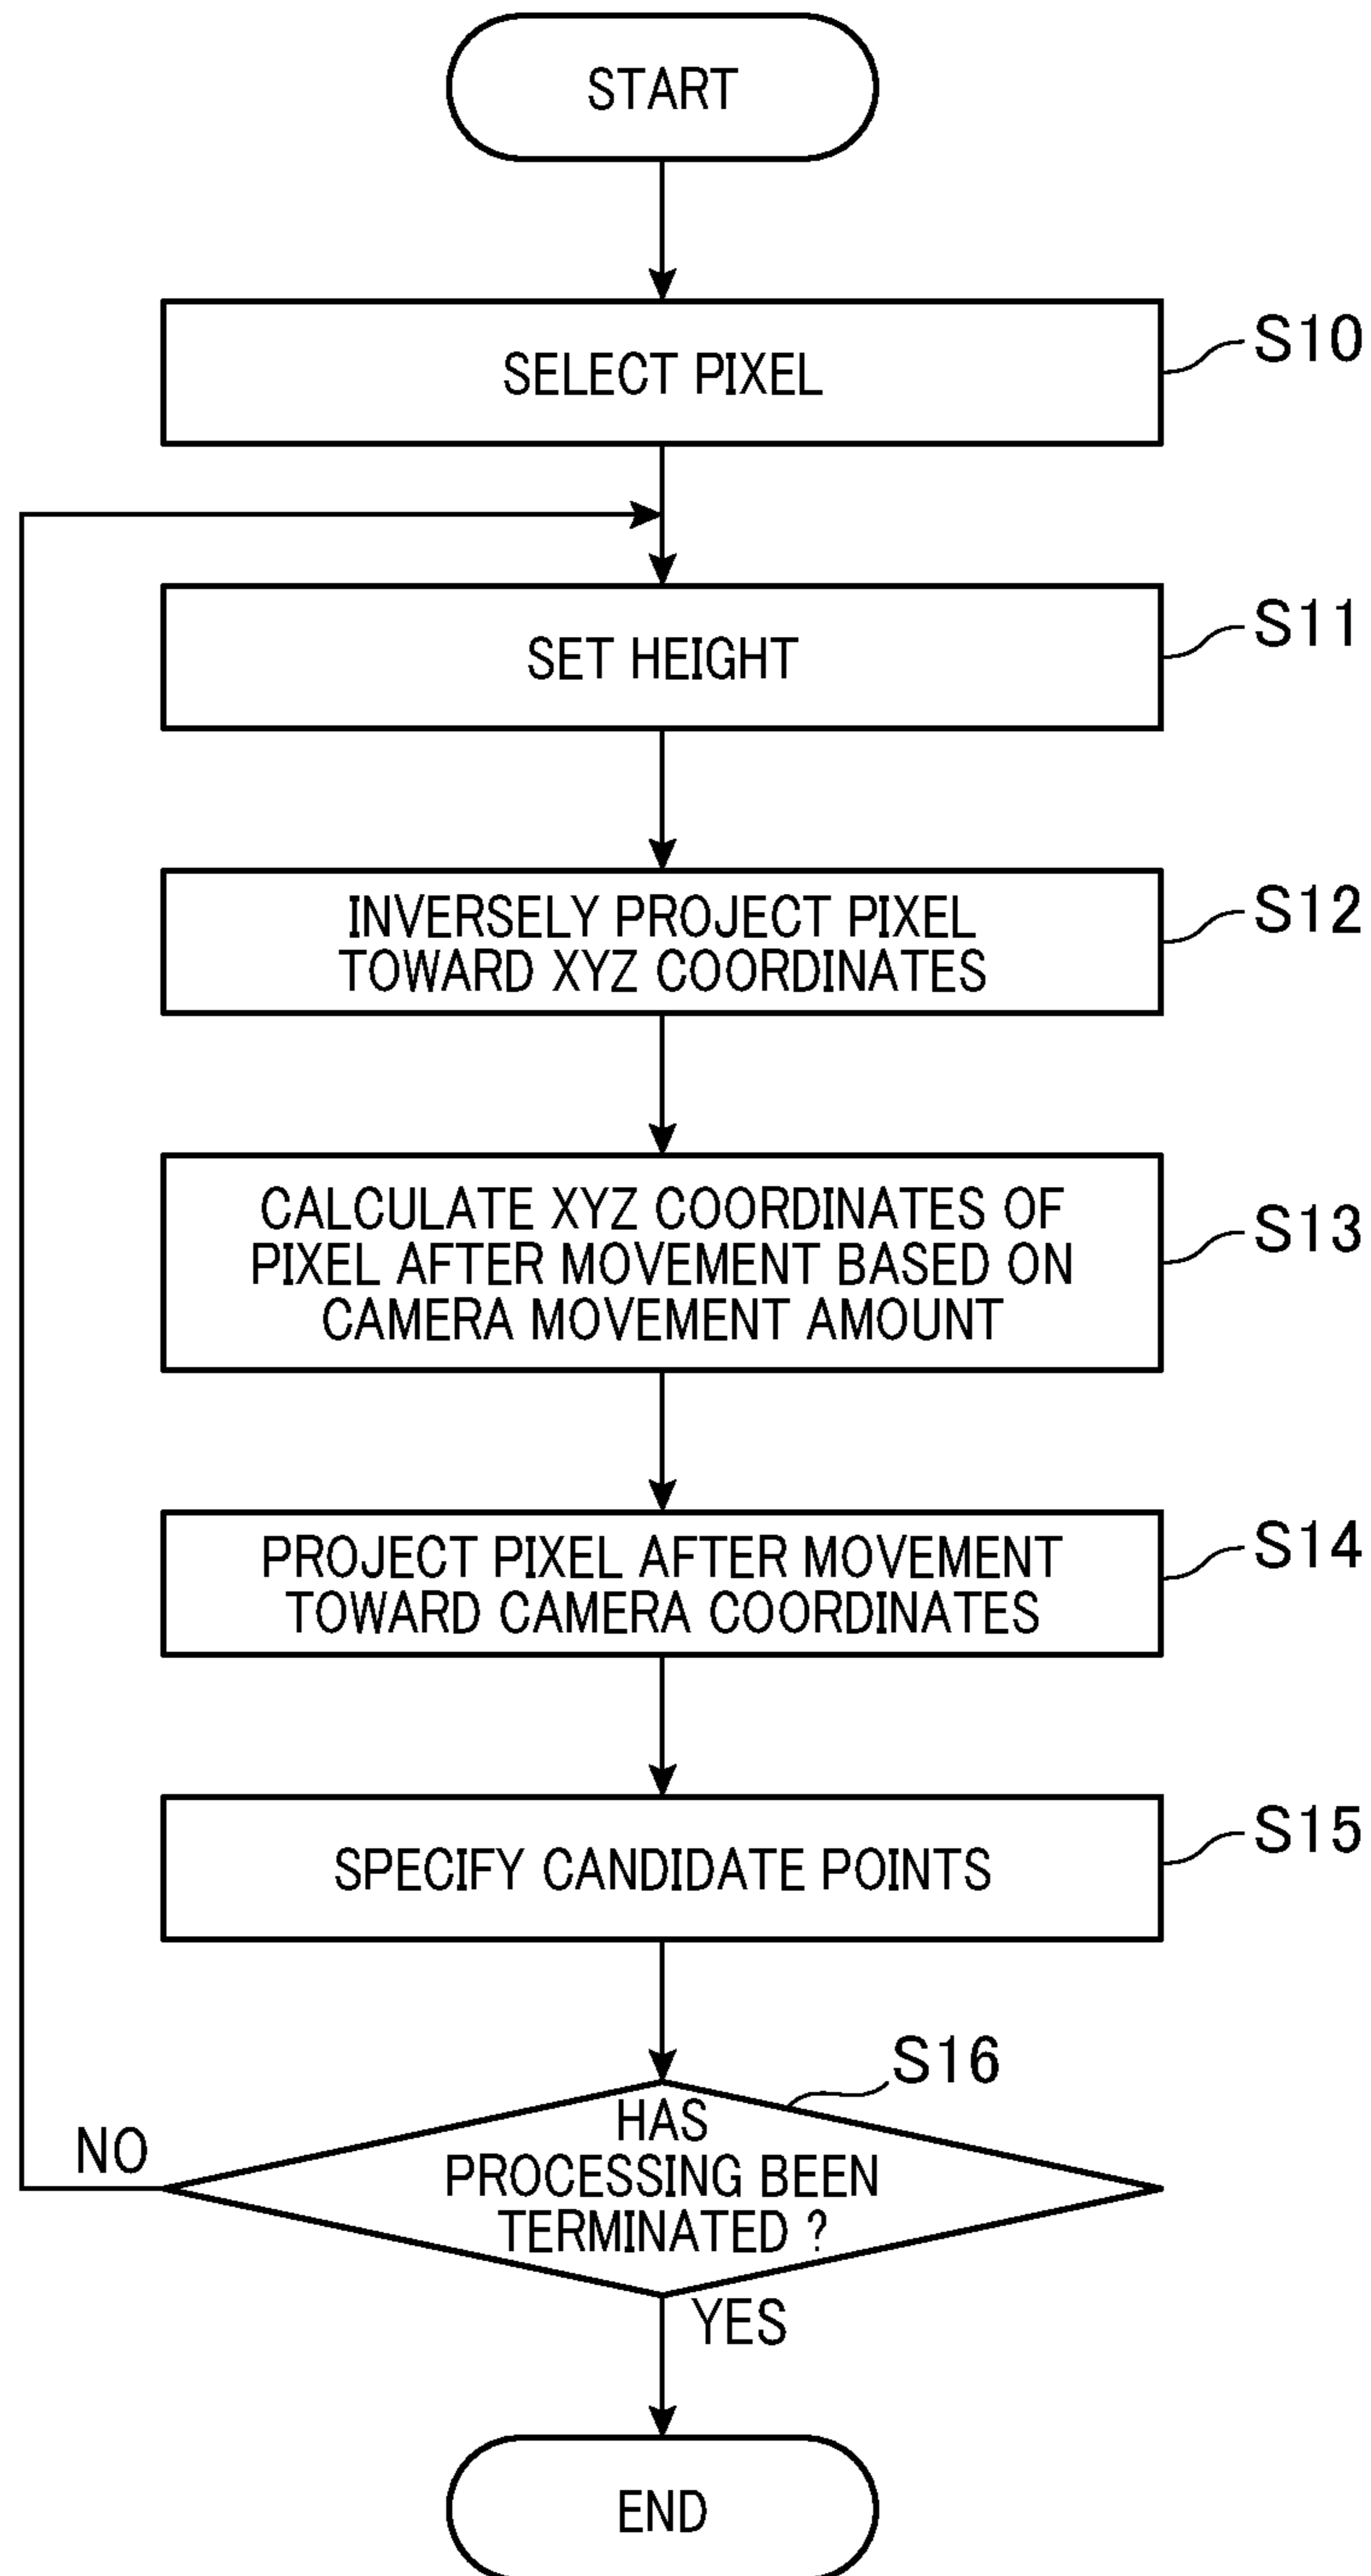 START
SELECT PIXEL
S10
SET HEIGHT
S11
INVERSELY PROJECT PIXEL
TOWARD XYZ COORDINATES
S12
CALCULATE XYZ COORDINATES OF
PIXEL AFTER MOVEMENT BASED ON
CAMERA MOVEMENT AMOUNT
S13
PROJECT PIXEL AFTER MOVEMENT
TOWARD CAMERA COORDINATES
S14
SPECIFY CANDIDATE POINTS
S15
S16
HAS
PROCESSING BEEN
TERMINATED ?
NO
YES
END